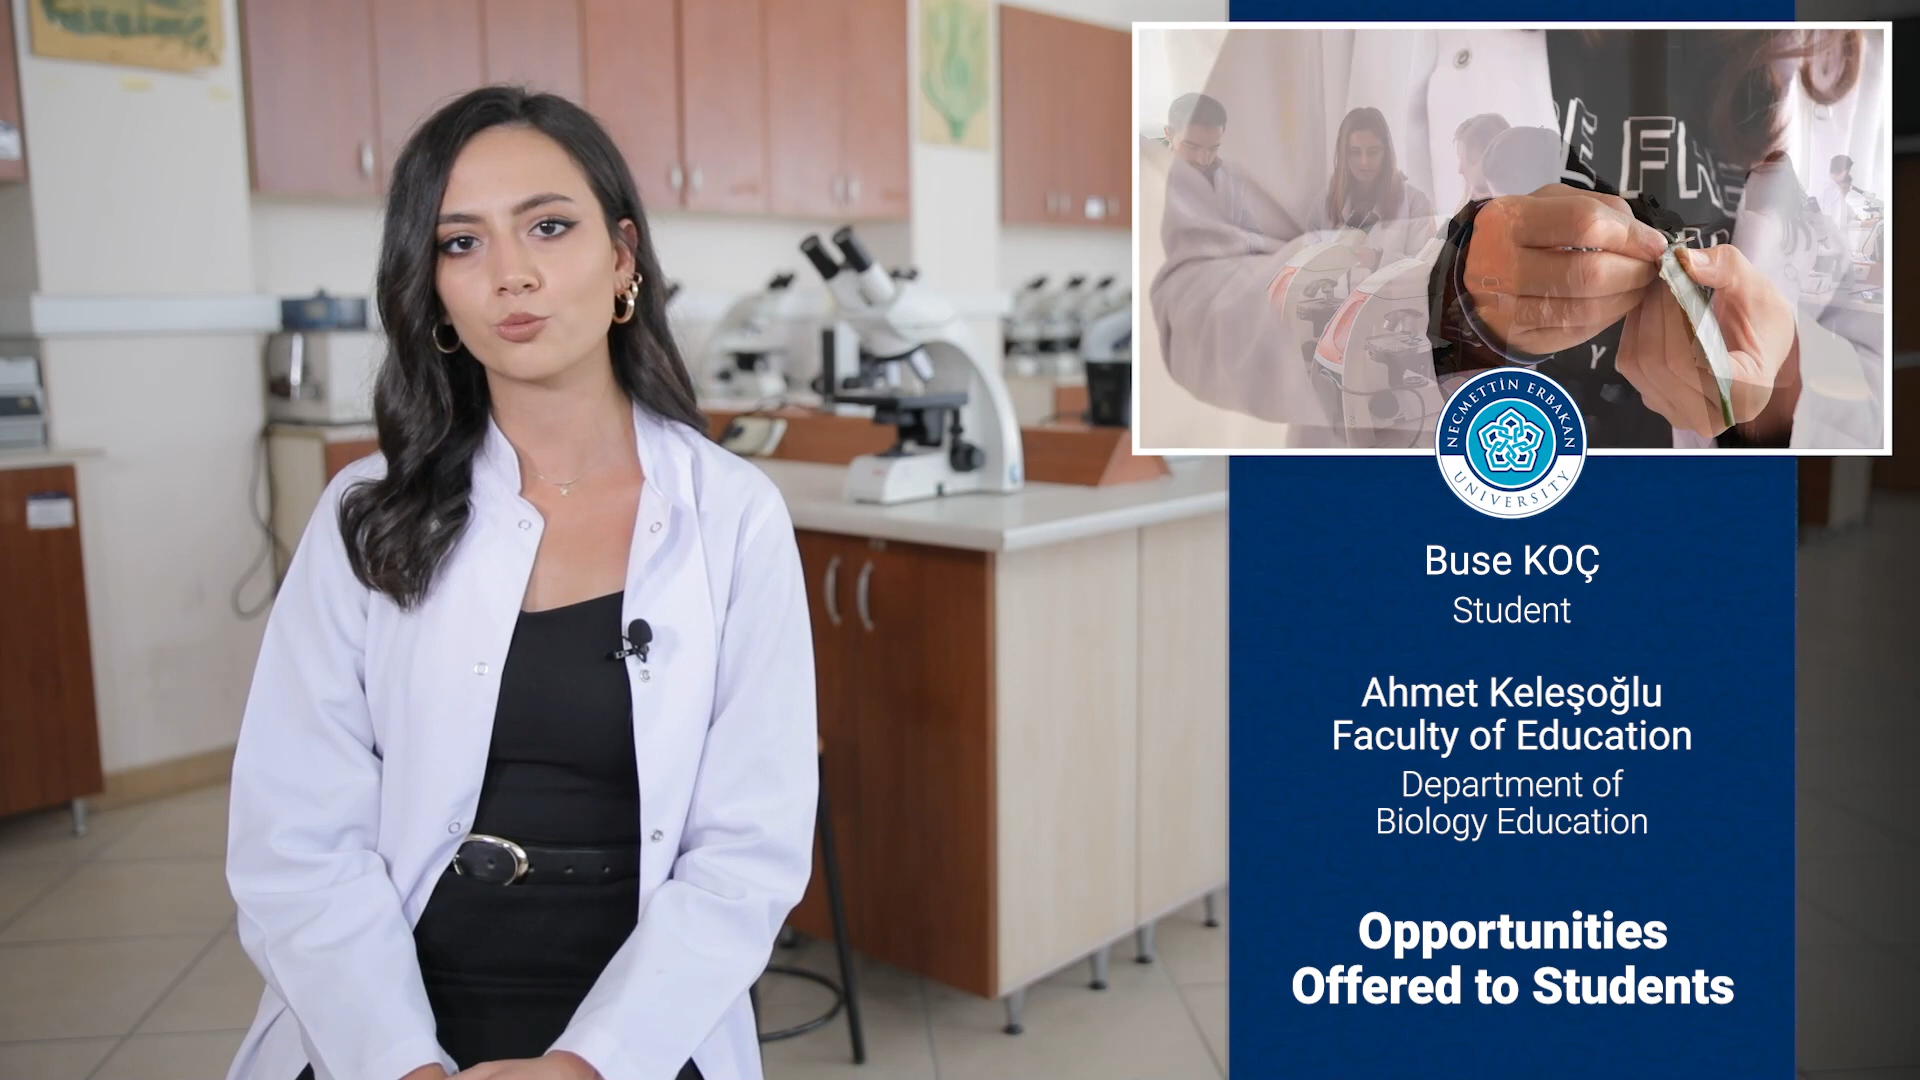 NECMETTİN ERBAKAN
UNIVERSITY
Buse KOÇ
Student
Ahmet Keleşoğlu
Faculty of Education
Department of
Biology Education
Opportunities
Offered to Students